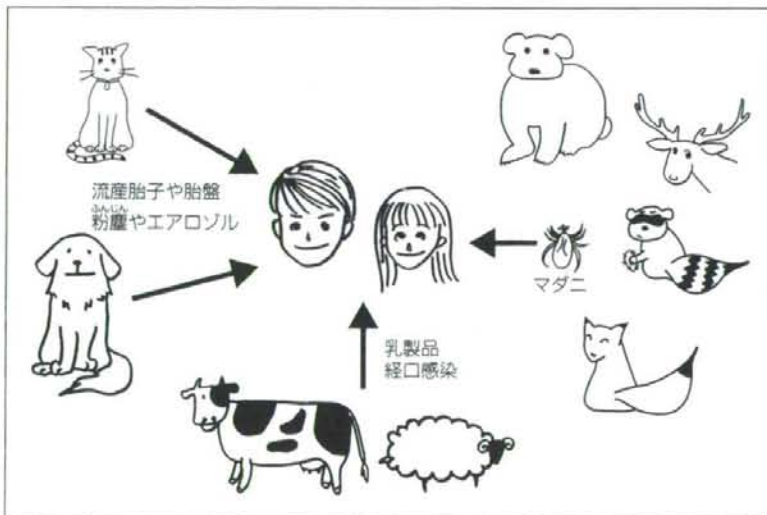 流産胎子や胎盤
ふんじん
粉塵やエアロゾル
マダニ
乳製品
経口感染